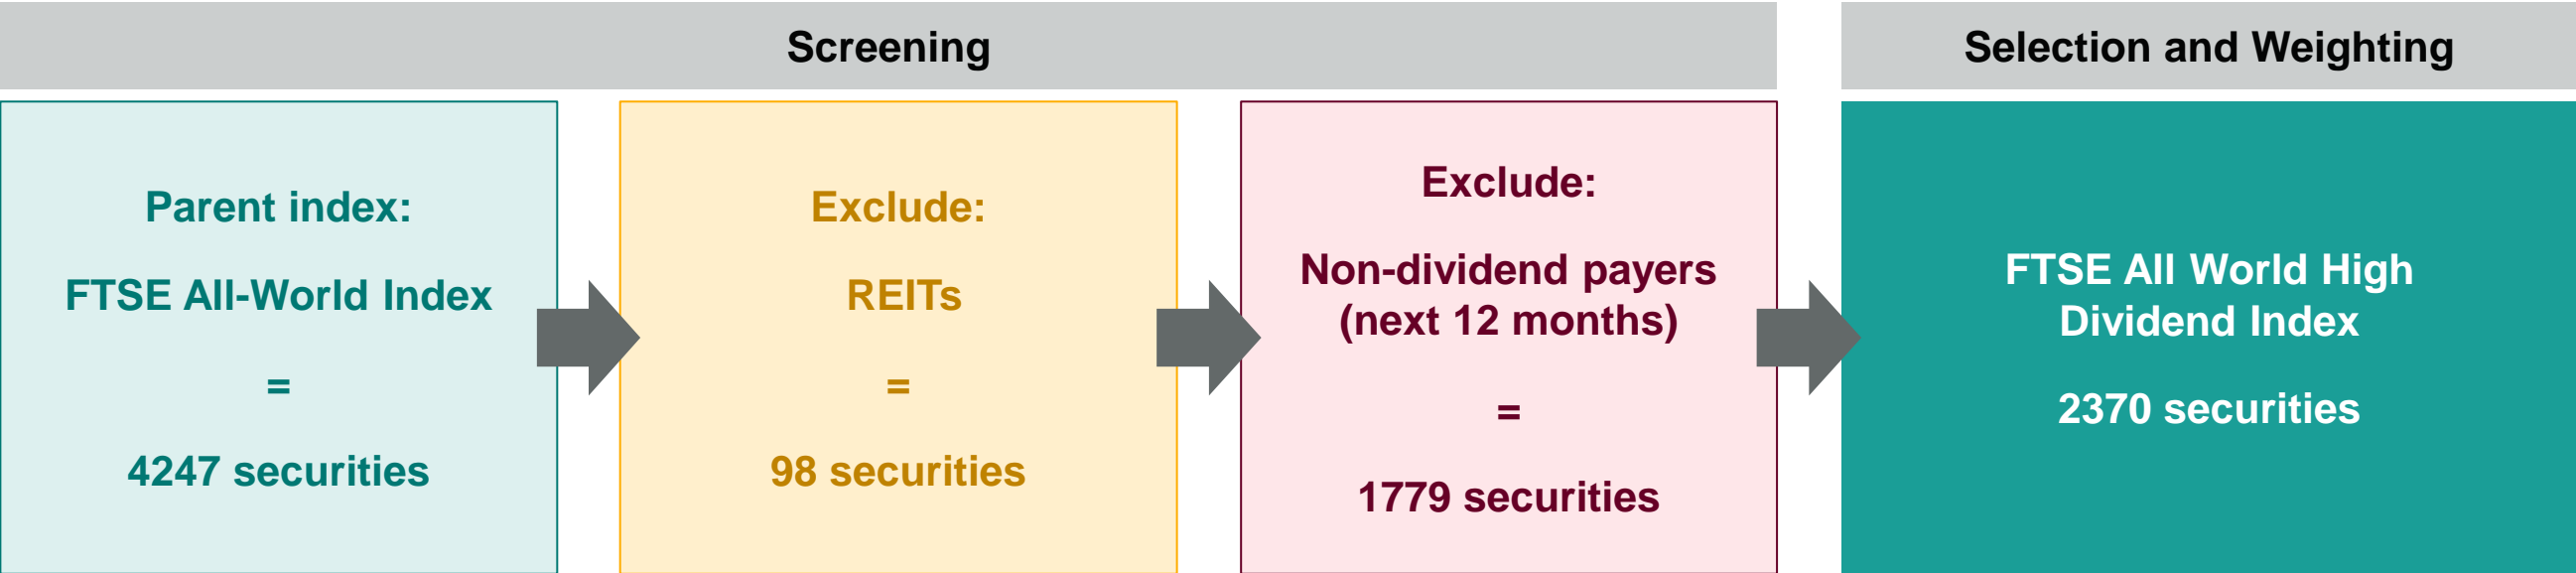 Screening
Selection and Weighting
Parent index:
FTSE All-World Index
=
4247 securities
Exclude:
REITs
=
98 securities
Exclude:
Non-dividend payers
(next 12 months)
=
1779 securities
FTSE All World High
Dividend Index
2370 securities